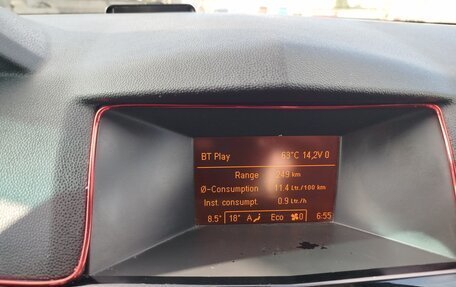 BT Play 63°C 14,2V 0
Range 249 km
Ø-Consumption 11.4 Ltr./100 km
Inst. consumpt. 0.9 Ltr./h
8.5° 18° A Eco 0 6:55